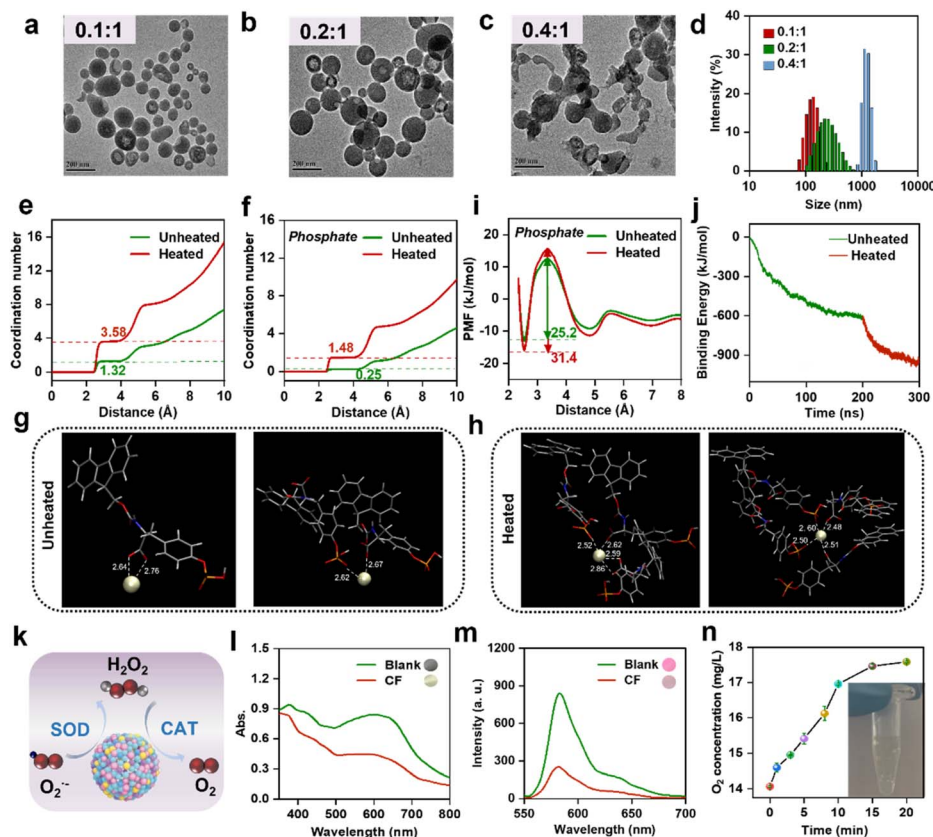 a
0.1:1
200 nm
b
0.2:1
200 nm
c
0.4:1
200 nm
d
0.1:1
0.2:1
0.4:1
Intensity (%)
40
30
20
10
0
10
100
1000
10000
Size (nm)
e
Unheated
Heated
Coordination number
16
12
8
4
0
3.58
1.32
0 2 4 6 8 10
Distance (Å)
f
Phosphate
Unheated
Heated
Coordination number
16
12
8
4
0
1.48
0.25
0 2 4 6 8 10
Distance (Å)
i
Phosphate
Unheated
Heated
PMF (kJ/mol)
20
10
0
-10
-20
25.2
31.4
2 3 4 5 6 7 8
Distance (Å)
j
Unheated
Heated
Binding Energy (kJ/mol)
0
-300
-600
-900
0 100 200 300
Time (ns)
g
Unheated
2.64
2.76
2.62
2.67
h
Heated
2.52
2.62
2.59
2.86
2.60
2.48
2.50
2.51
k
H2O2
SOD
CAT
O2·-
O2
l
Blank
CF
Abs.
1.5
1.2
0.9
0.6
0.3
0.0
400 500 600 700 800
Wavelength (nm)
m
Blank
CF
Intensity (a. u.)
1200
900
600
300
0
550 600 650 700
Wavelength (nm)
n
O2 concentration (mg/L)
18
17
16
15
14
0 5 10 15 20
Time (min)